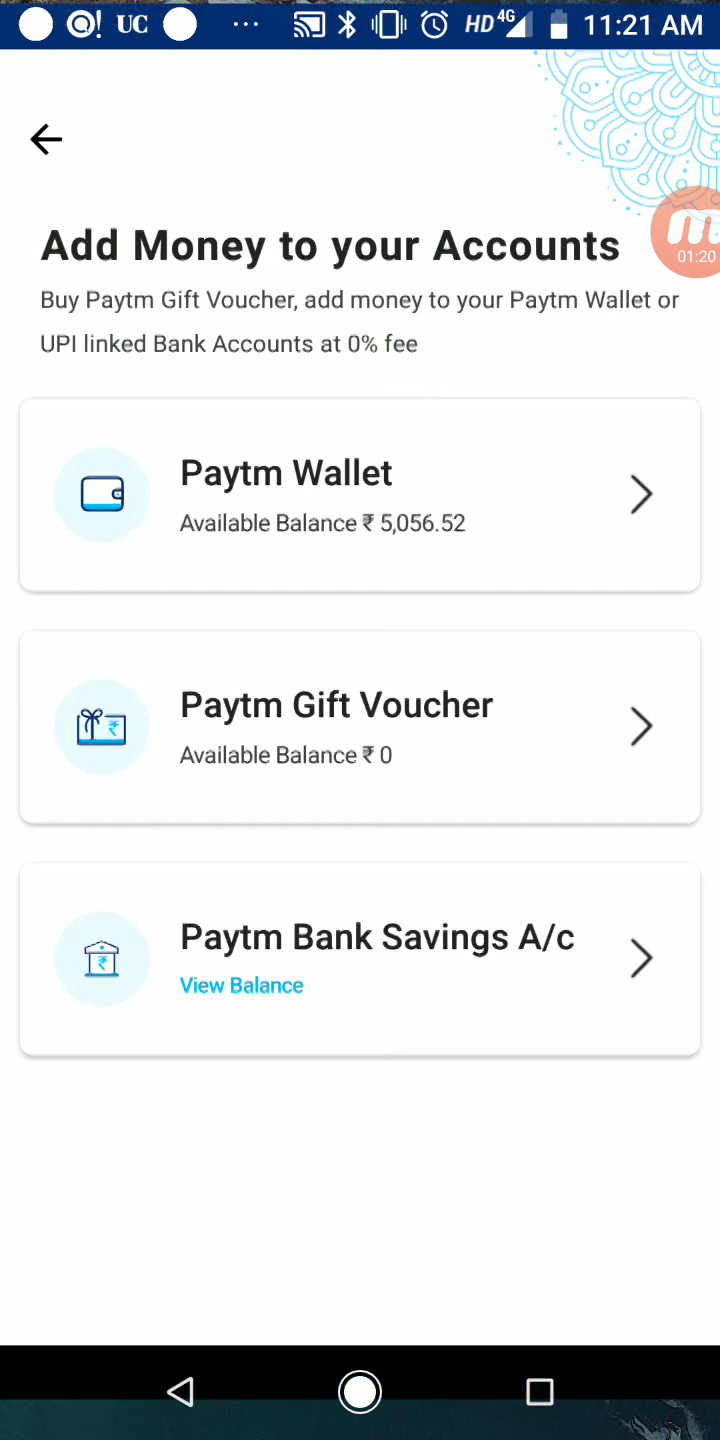 UC ... HD 4G 11:21 AM
Add Money to your Accounts
01:20
Buy Paytm Gift Voucher, add money to your Paytm Wallet or
UPI linked Bank Accounts at 0% fee
Paytm Wallet
Available Balance ₹ 5,056.52
Paytm Gift Voucher
Available Balance ₹ 0
Paytm Bank Savings A/c
View Balance